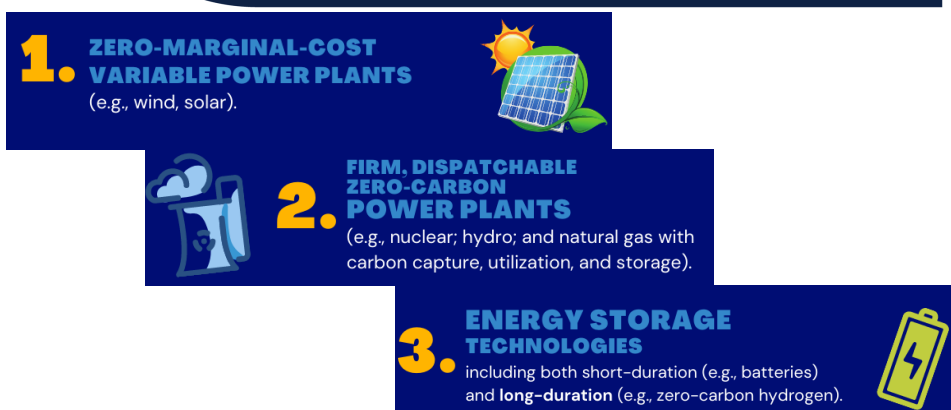 1. ZERO-MARGINAL-COST
VARIABLE POWER PLANTS
(e.g., wind, solar).
2. FIRM, DISPATCHABLE
ZERO-CARBON
POWER PLANTS
(e.g., nuclear; hydro; and natural gas with
carbon capture, utilization, and storage).
3. ENERGY STORAGE
TECHNOLOGIES
including both short-duration (e.g., batteries)
and long-duration (e.g., zero-carbon hydrogen).